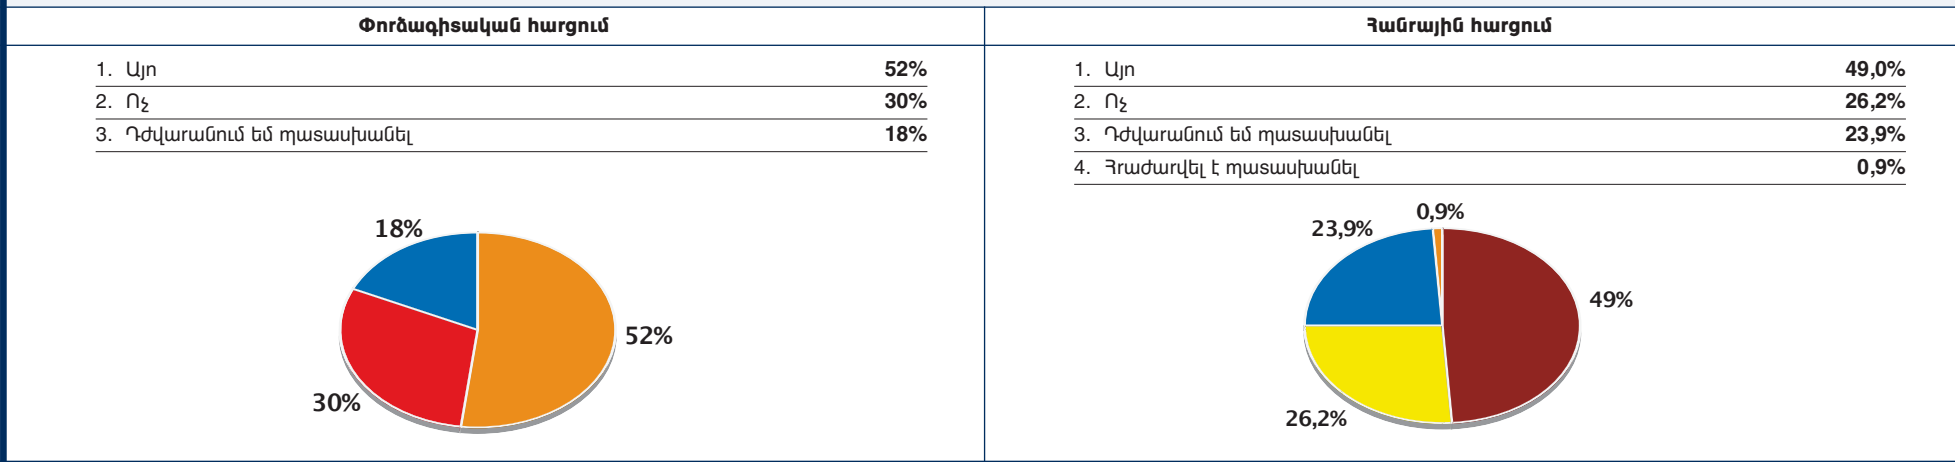 Փորձագիտական հարցում
1. Այո 52%
2. Ոչ 30%
3. Դժվարանում եմ պատասխանել 18%
18%
52%
30%
Հանրային հարցում
1. Այո 49,0%
2. Ոչ 26,2%
3. Դժվարանում եմ պատասխանել 23,9%
4. Հրաժարվել է պատասխանել 0,9%
0,9%
23,9%
49%
26,2%